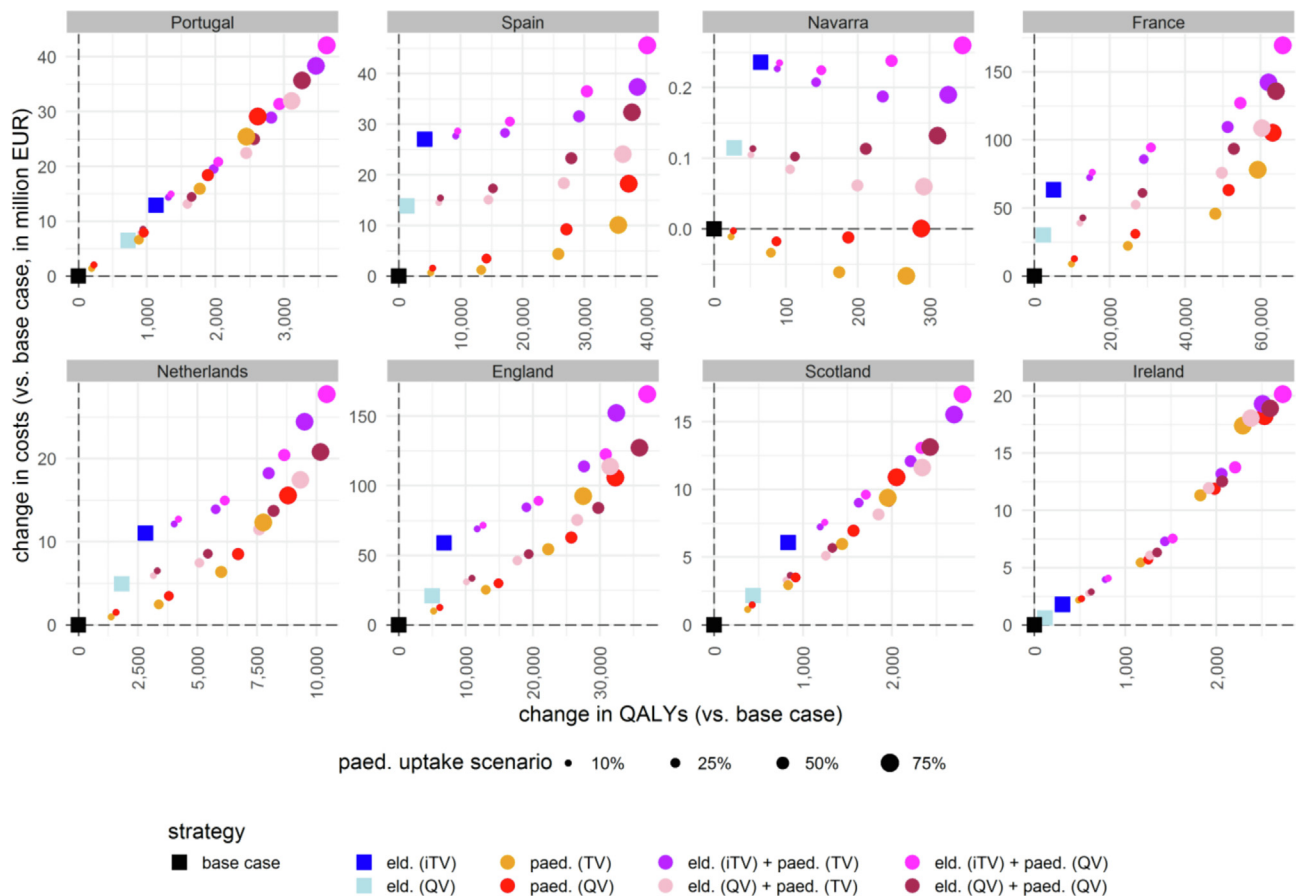 Portugal Spain Navarra France
change in costs (vs. base case, in million EUR)
40
30
20
10
0
0 1,000 2,000 3,000
40
30
20
10
0
0 10,000 20,000 30,000 40,000
0.2
0.1
0.0
0 100 200 300
150
100
50
0
0 20,000 40,000 60,000
Netherlands England Scotland Ireland
20
10
0
0 2,500 5,000 7,500 10,000
150
100
50
0
0 10,000 20,000 30,000
15
10
5
0
0 1,000 2,000
20
15
10
5
0
0 1,000 2,000
change in QALYs (vs. base case)
paed. uptake scenario 10% 25% 50% 75%
strategy
base case eld. (iTV) paed. (TV) eld. (iTV) + paed. (TV) eld. (iTV) + paed. (QV)
eld. (QV) paed. (QV) eld. (QV) + paed. (TV) eld. (QV) + paed. (QV)